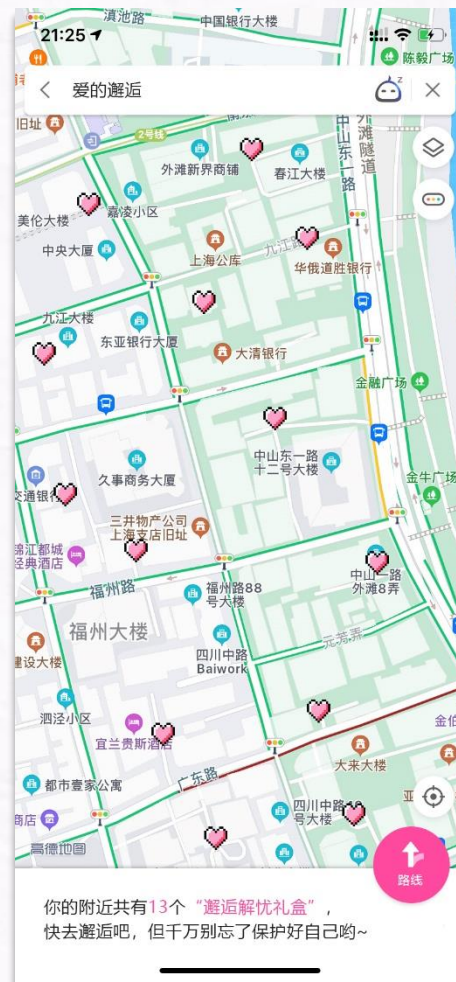 滇池路
中国银行大楼
21:25
陈毅广场
爱的邂逅
旧址
2号线
外滩新界商铺
春江大楼
中山东一路
外滩隧道
嘉凌小区
美伦大楼
中央大厦
上海公库
九江路
华俄道胜银行
九江大楼
东亚银行大厦
大清银行
金融广场
中山东一路
十二号大楼
久事商务大厦
金牛广场
交通银
三井物产公司
上海支店旧址
锦江都城
经典酒店
中山 一路
外滩8弄
福州路
福州路88
号大楼
福州大楼
元芳弄
四川中路
Baiwork
建设大楼
泗泾小区
宜兰贵斯酒店
金伯
大来大楼
广东路
都市壹家公寓
亚
四川中路
号大楼
商店
高德地图
路线
你的附近共有13个“邂逅解忧礼盒”，
快去邂逅吧，但千万别忘了保护好自己哟~